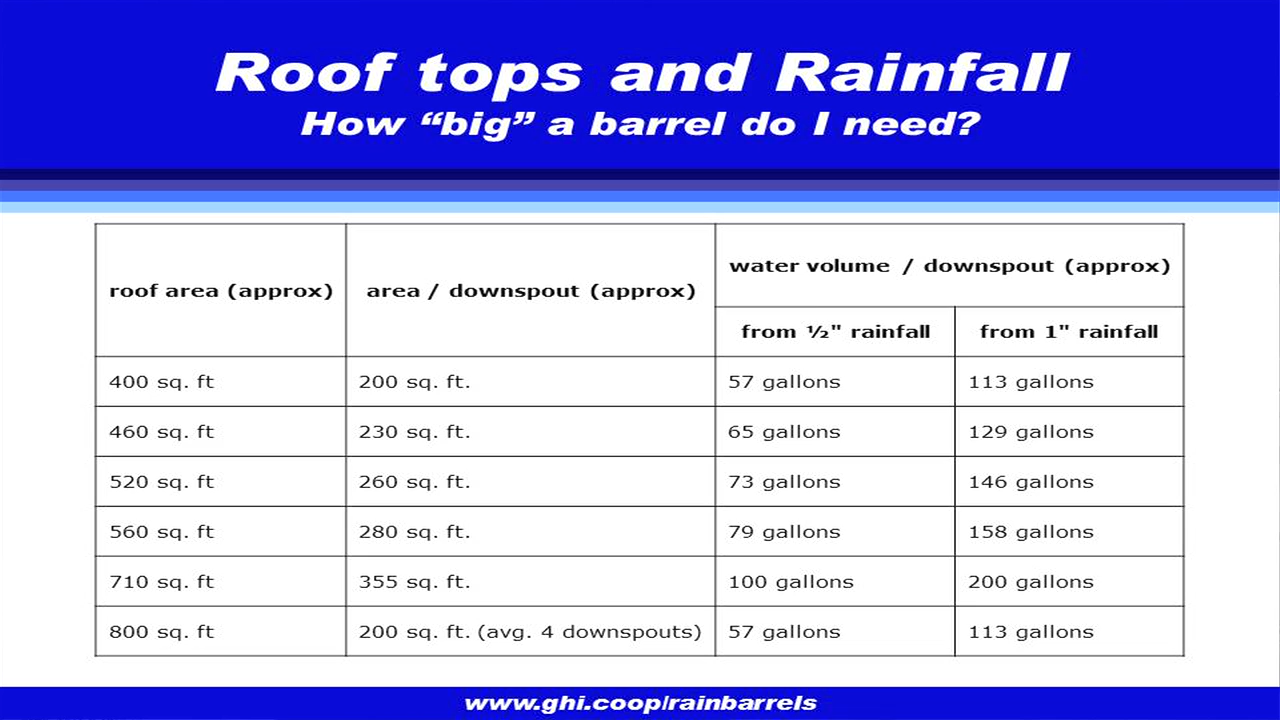 Roof tops and Rainfall
How “big” a barrel do I need?
roof area (approx) area / downspout (approx) water volume / downspout (approx)
from ½" rainfall from 1" rainfall
400 sq. ft 200 sq. ft. 57 gallons 113 gallons
460 sq. ft 230 sq. ft. 65 gallons 129 gallons
520 sq. ft 260 sq. ft. 73 gallons 146 gallons
560 sq. ft 280 sq. ft. 79 gallons 158 gallons
710 sq. ft 355 sq. ft. 100 gallons 200 gallons
800 sq. ft 200 sq. ft. (avg. 4 downspouts) 57 gallons 113 gallons
www.ghi.coop/rainbarrels